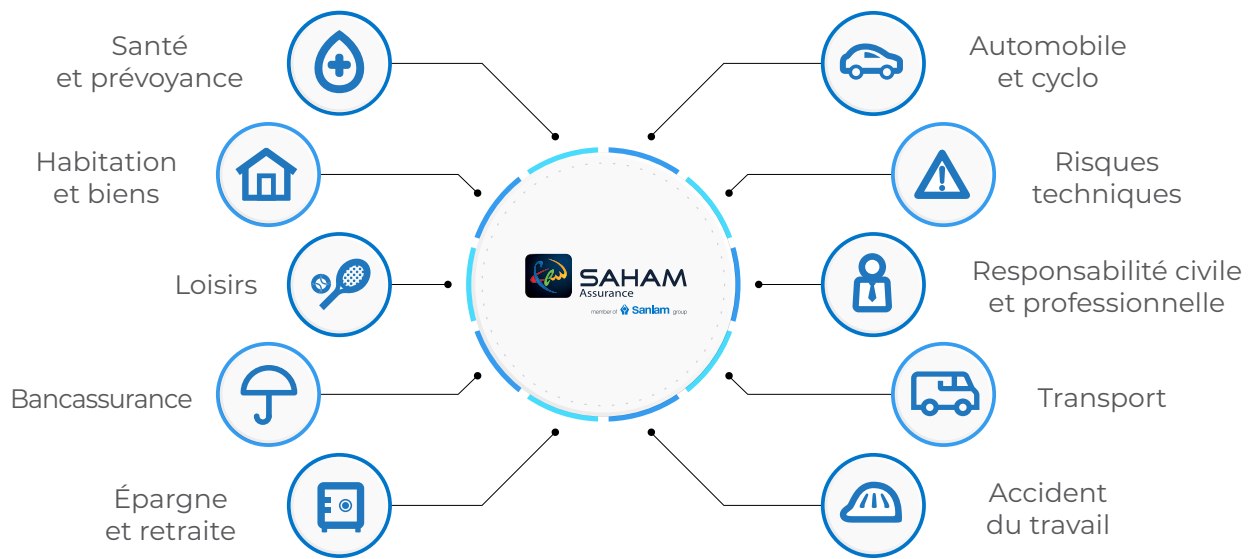 Santé
et prévoyance
Habitation
et biens
Loisirs
Bancassurance
Épargne
et retraite
SAHAM
Assurance
member of Sanlam group
Automobile
et cyclo
Risques
techniques
Responsabilité civile
et professionnelle
Transport
Accident
du travail